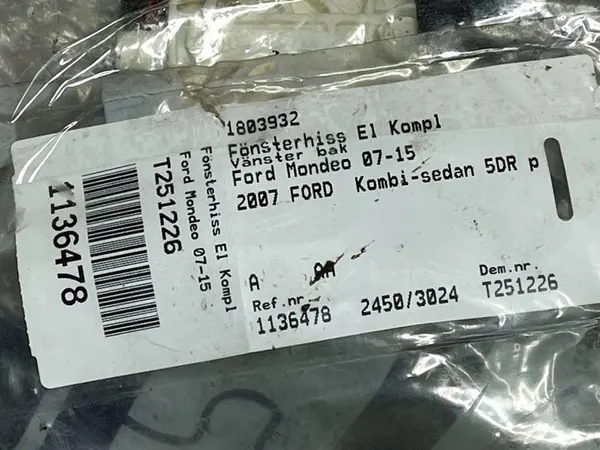 1803932
Fönsterhiss El Kompl
Vänster bak
Ford Mondeo 07-15
2007 FORD Kombi-sedan 5DR p
A AA
Ref.nr. 2450/3024 Dem.nr.
1136478 T251226
Fönsterhiss El Kompl
Ford Mondeo 07-15
T251226
1136478